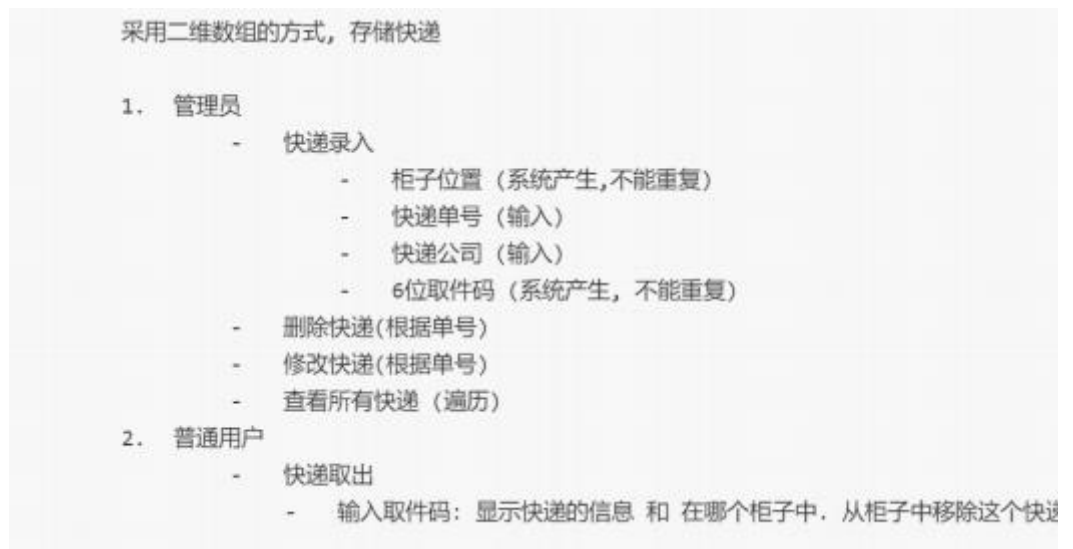 采用二维数组的方式, 存储快递
1. 管理员
- 快递录入
- 柜子位置 (系统产生,不能重复)
- 快递单号 (输入)
- 快递公司 (输入)
- 6位取件码 (系统产生, 不能重复)
- 删除快递(根据单号)
- 修改快递(根据单号)
- 查看所有快递 (遍历)
2. 普通用户
- 快递取出
- 输入取件码: 显示快递的信息 和 在哪个柜子中. 从柜子中移除这个快递